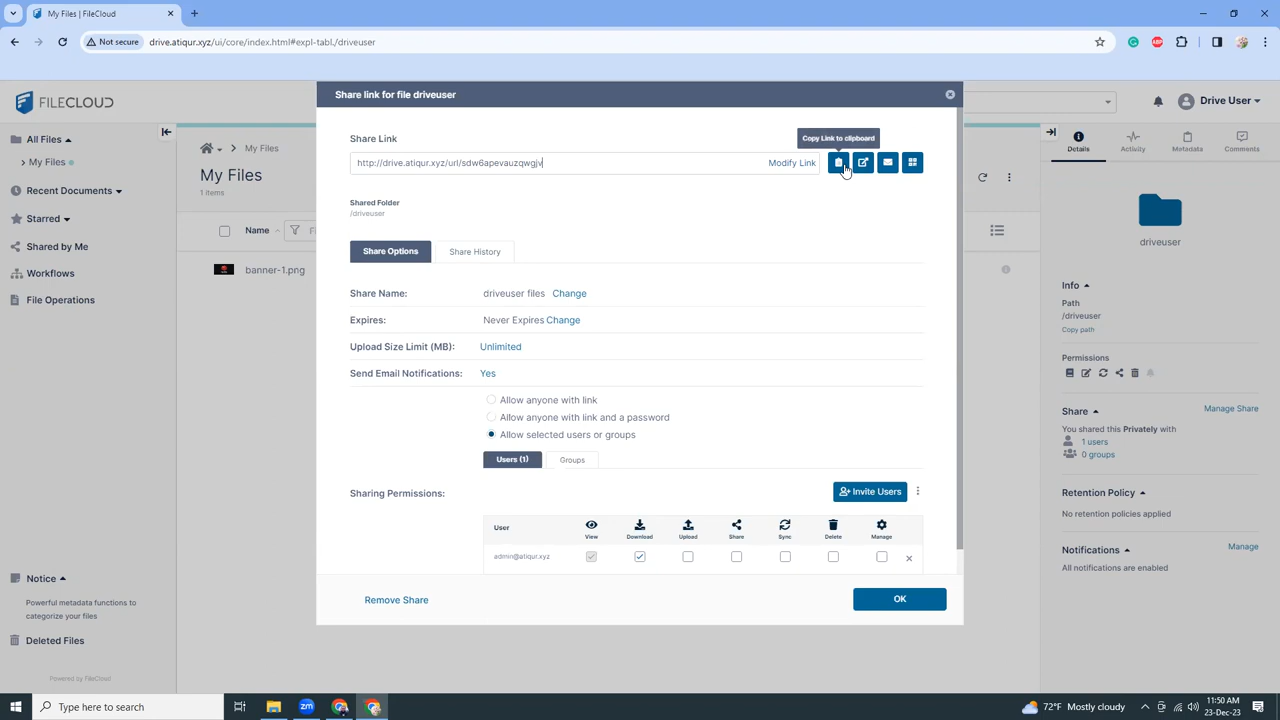 My Files | FileCloud
Not secure
drive.atiqur.xyz/ui/core/index.html#expl-tabl./driveuser
ABP
FILECLOUD
Drive User
All Files
My Files
Recent Documents
Starred
Shared by Me
Workflows
File Operations
Notice
Powerful metadata functions to
categorize your files
Deleted Files
Powered by FileCloud
My Files
My Files
1 items
Name
banner-1.png
Share link for file driveuser
Share Link
Copy Link to clipboard
http://drive.atiqur.xyz/url/sdw6apevauzqwgjv
Modify Link
Shared Folder
/driveuser
Share Options
Share History
Share Name:
driveuser files Change
Expires:
Never Expires Change
Upload Size Limit (MB):
Unlimited
Send Email Notifications:
Yes
Allow anyone with link
Allow anyone with link and a password
Allow selected users or groups
Users (1)
Groups
Sharing Permissions:
Invite Users
User
View
Download
Upload
Share
Sync
Delete
Manage
admin@atiqur.xyz
Remove Share
OK
Details
Activity
Metadata
Comments
driveuser
Info
Path
/driveuser
Copy path
Permissions
Share
Manage Share
You shared this Privately with
1 users
0 groups
Retention Policy
No retention policies applied
Notifications
Manage
All notifications are enabled
Type here to search
zm
72°F Mostly cloudy
11:50 AM
23-Dec-23